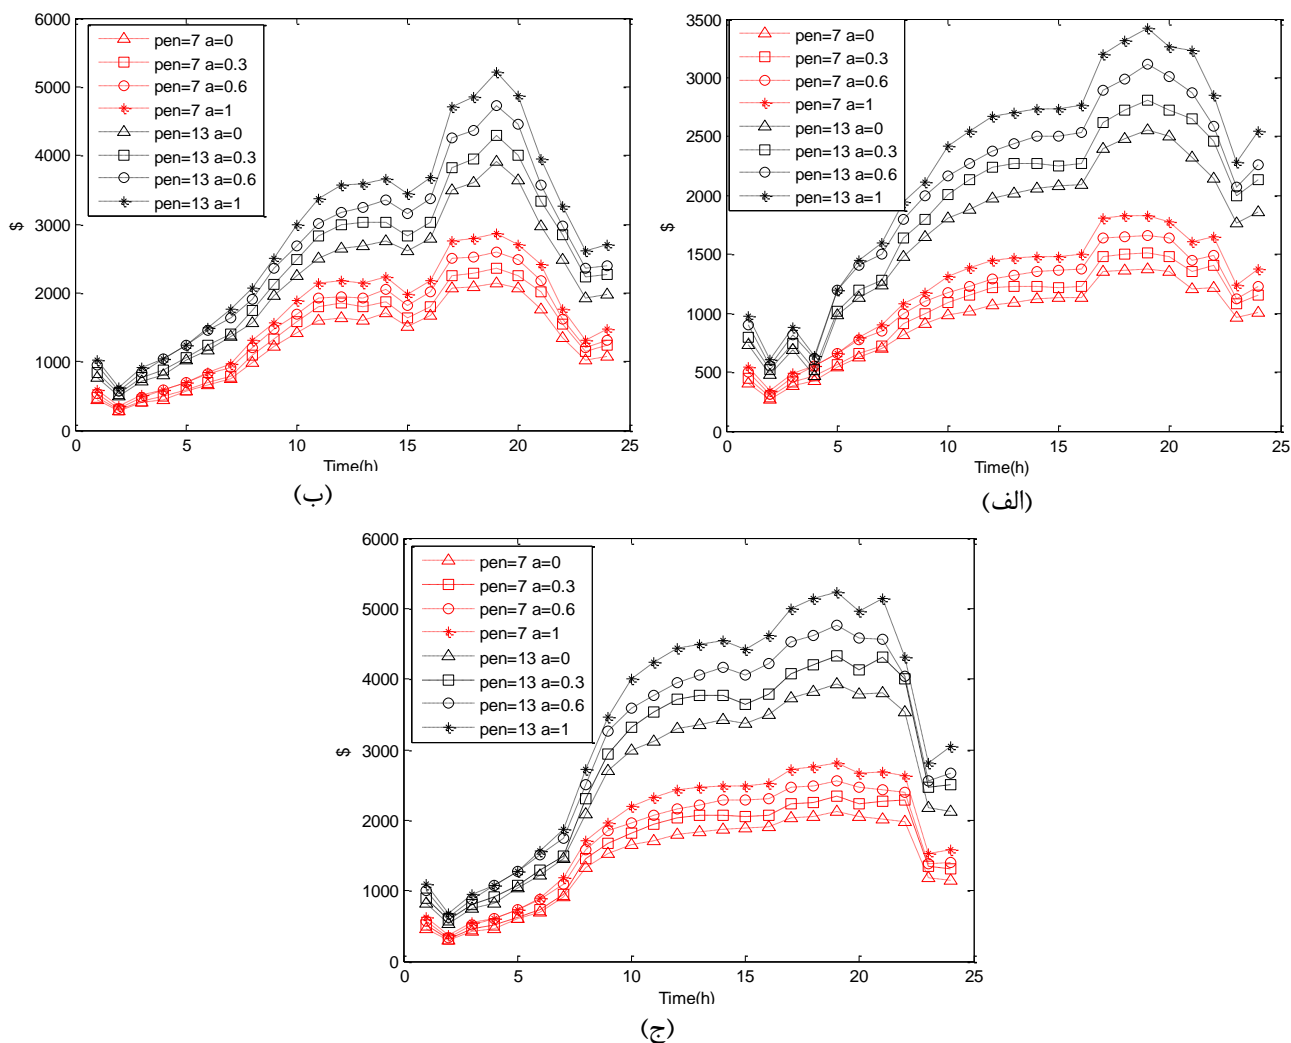 6000
5000
4000
3000
2000
1000
0
$
pen=7 a=0
pen=7 a=0.3
pen=7 a=0.6
pen=7 a=1
pen=13 a=0
pen=13 a=0.3
pen=13 a=0.6
pen=13 a=1
0 5 10 15 20 25
Time(h)
(ب)
3500
3000
2500
2000
1500
1000
500
0
$
pen=7 a=0
pen=7 a=0.3
pen=7 a=0.6
pen=7 a=1
pen=13 a=0
pen=13 a=0.3
pen=13 a=0.6
pen=13 a=1
0 5 10 15 20 25
Time(h)
(الف)
6000
5000
4000
3000
2000
1000
0
$
pen=7 a=0
pen=7 a=0.3
pen=7 a=0.6
pen=7 a=1
pen=13 a=0
pen=13 a=0.3
pen=13 a=0.6
pen=13 a=1
0 5 10 15 20 25
Time(h)
(ج)